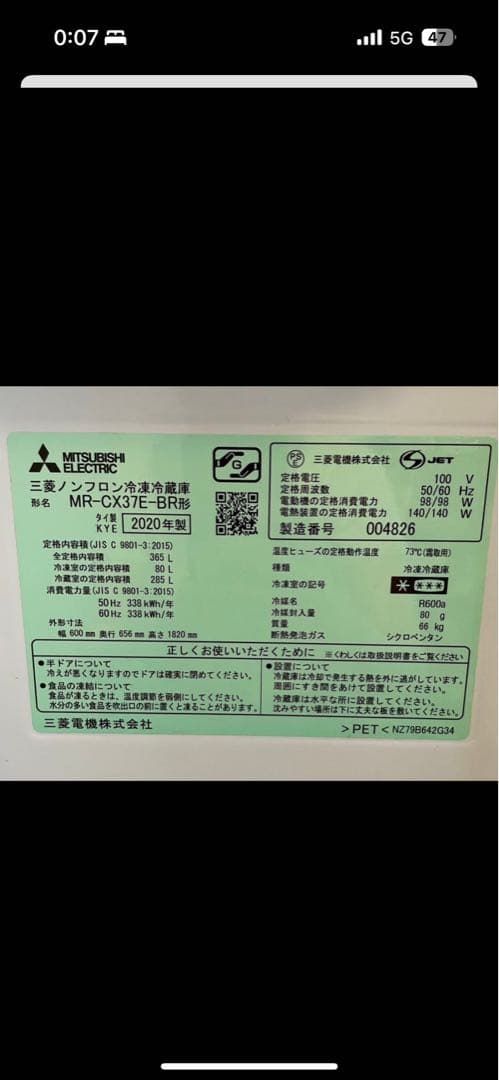 0:07
5G
47
MITSUBISHI
ELECTRIC
G
三菱ノンフロン冷凍冷蔵庫
形名 MR-CX37E-BR形
タイ製
KYE
2020年製
定格内容積(JIS C 9801-3:2015)
全定格内容積 365 L
冷凍室の定格内容積 80 L
冷蔵室の定格内容積 285 L
消費電力量(JIS C 9801-3:2015)
50Hz 338 kWh/年
60Hz 338 kWh/年
外形寸法
幅 600 mm 奥行 656 mm 高さ 1820 mm
PS
E
三菱電機株式会社
JET
定格電圧 100 V
定格周波数 50/60 Hz
電動機の定格消費電力 98/98 W
電熱装置の定格消費電力 140/140 W
製造番号 004826
温度ヒューズの定格動作温度 73℃(霜取用)
種類 冷凍冷蔵庫
冷凍室の記号 * ***
冷媒名 R600a
冷媒封入量 80 g
質量 66 kg
断熱発泡ガス シクロペンタン
正しくお使いいただくために ※くわしくは取扱説明書をご覧ください
●半ドアについて
冷えが悪くなりますのでドアは確実に閉めてください。
●食品の凍結について
食品が凍るときは、温度調節を弱側にしてください。
水分の多い食品を吹出口の前に置くと凍ることがあります。
●設置について
冷蔵庫は冷却で発生する熱を外に逃がしています。
周囲にすき間をあけて設置してください。
冷蔵庫は水平な所に設置してください。
沈みやすい場所は下に丈夫な板を敷いてください。
三菱電機株式会社
>PET< NZ79B642G34